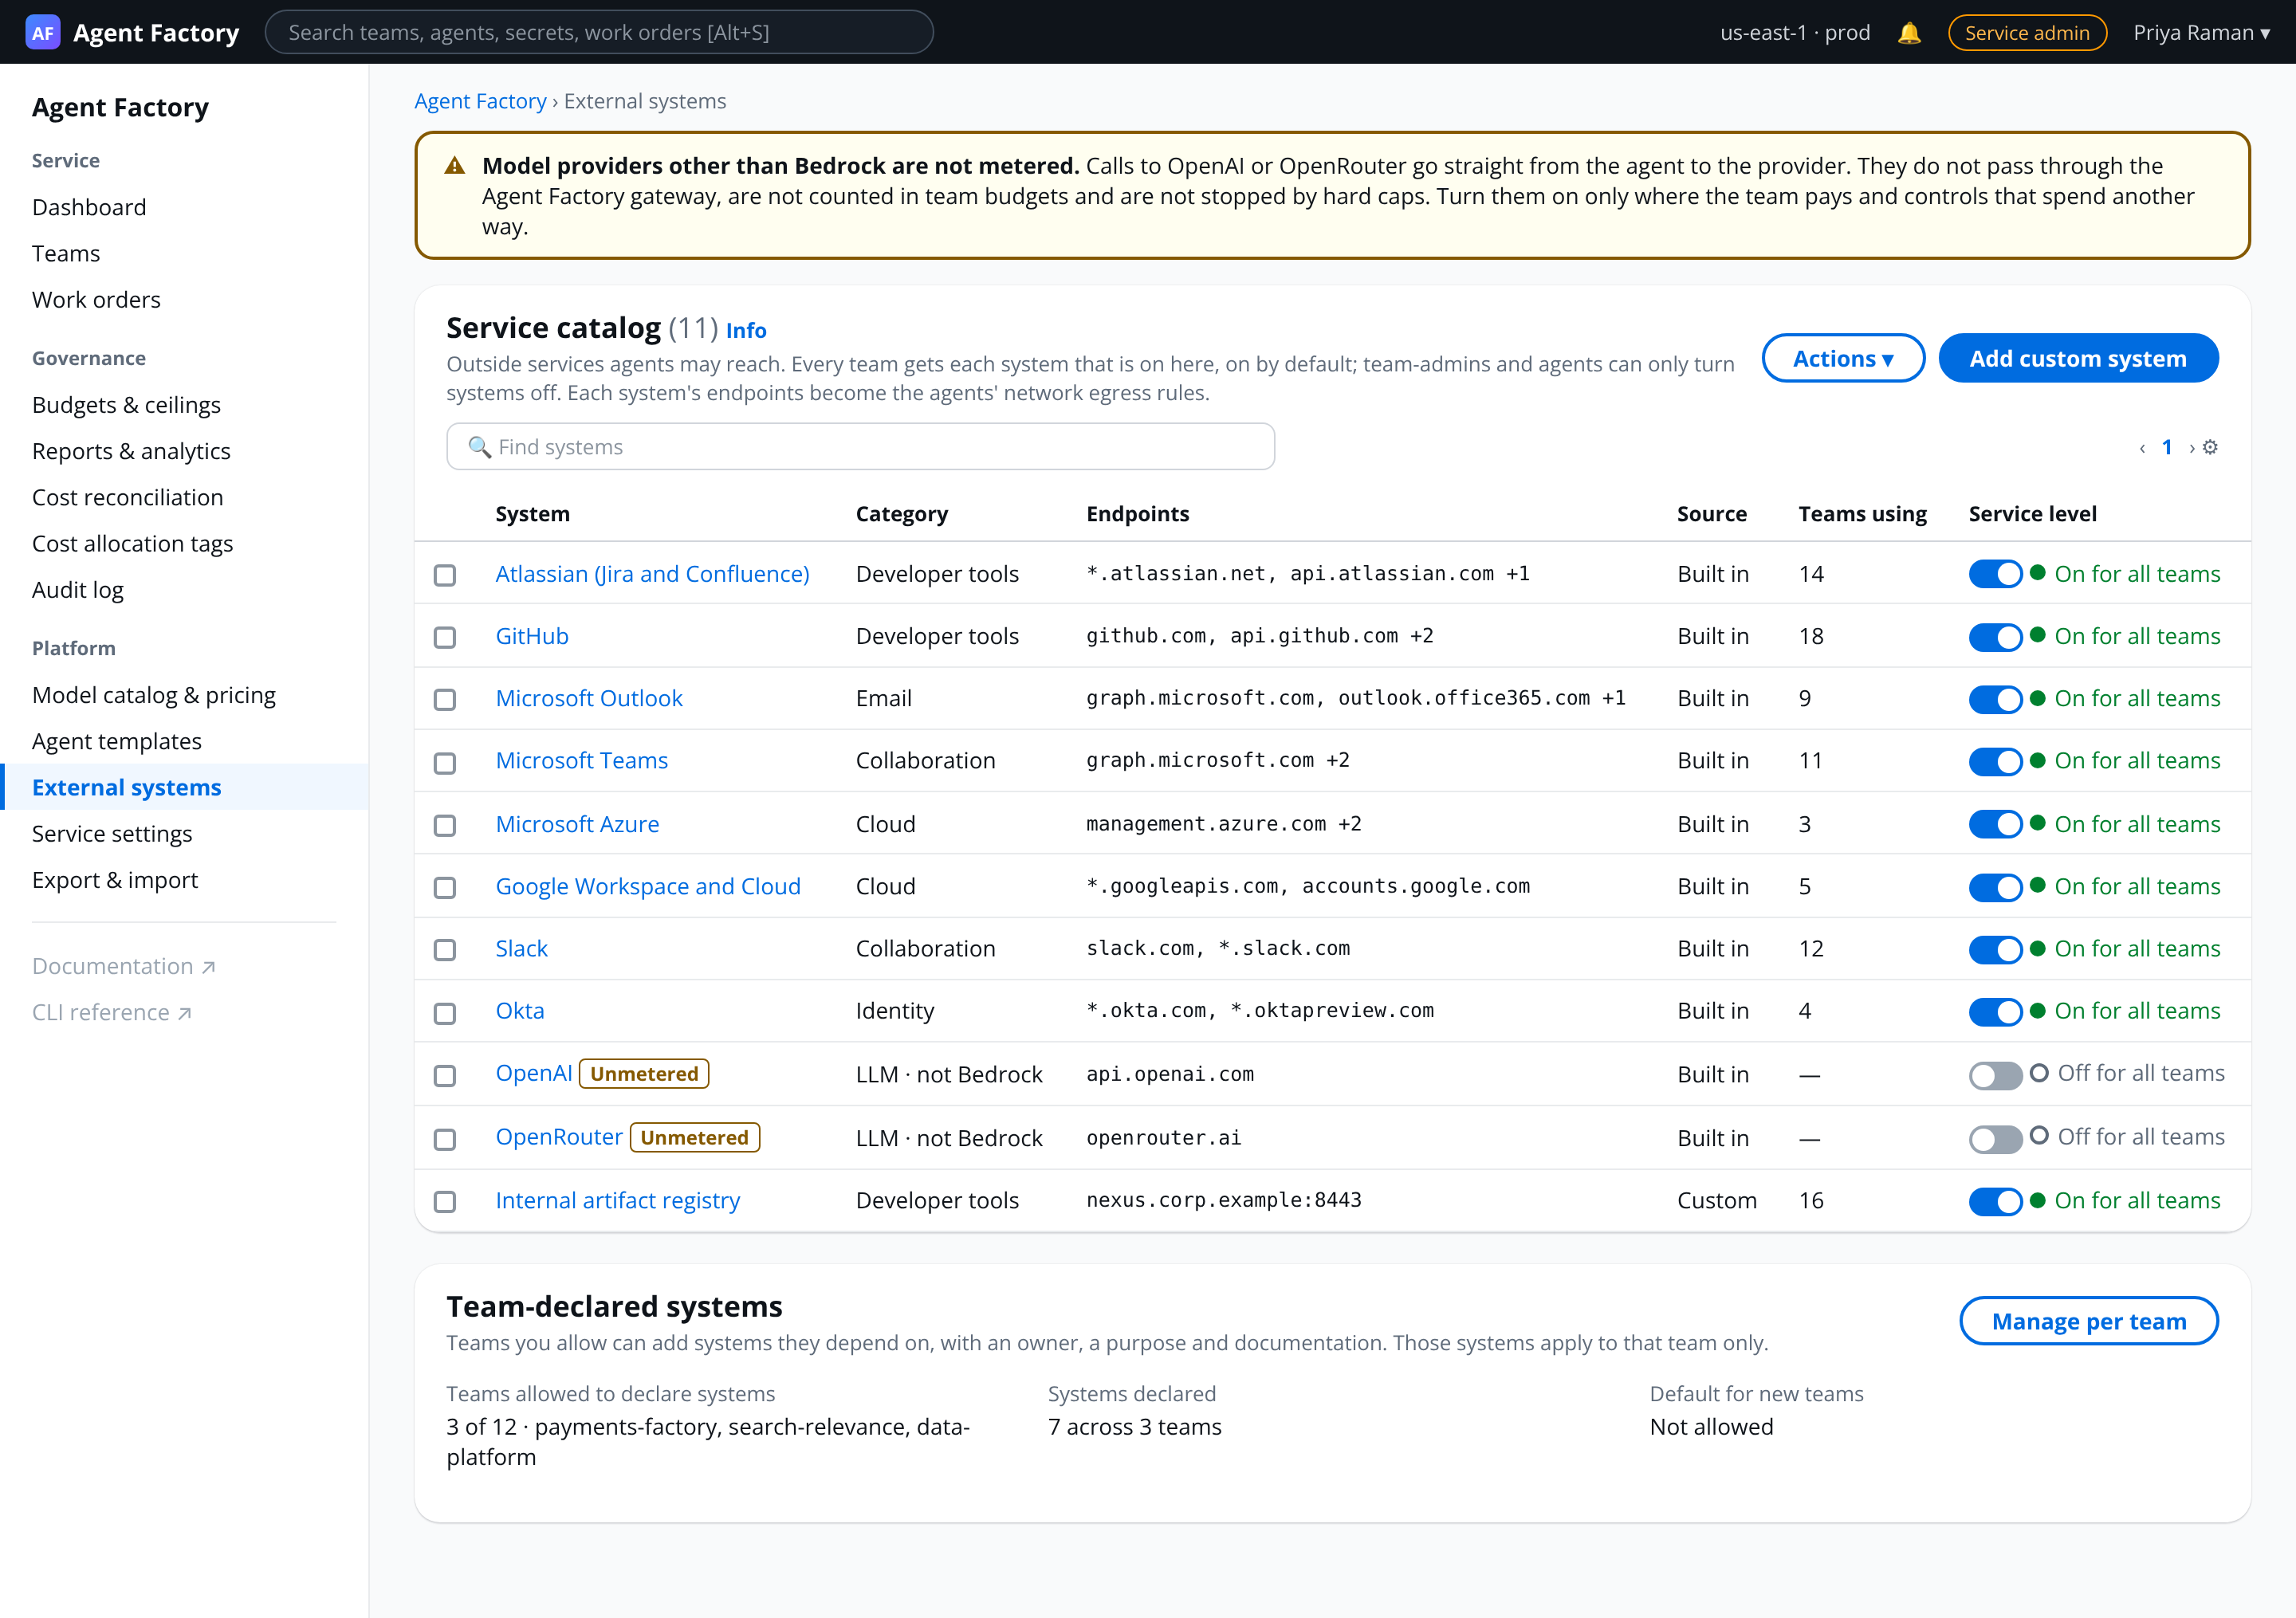 AF Agent Factory Search teams, agents, secrets, work orders [Alt+S] us-east-1 · prod 🔔 Service admin Priya Raman ▾
Agent Factory
Service
Dashboard
Teams
Work orders
Governance
Budgets & ceilings
Reports & analytics
Cost reconciliation
Cost allocation tags
Audit log
Platform
Model catalog & pricing
Agent templates
External systems
Service settings
Export & import
Documentation ↗
CLI reference ↗
Agent Factory › External systems
⚠ Model providers other than Bedrock are not metered. Calls to OpenAI or OpenRouter go straight from the agent to the provider. They do not pass through the
Agent Factory gateway, are not counted in team budgets and are not stopped by hard caps. Turn them on only where the team pays and controls that spend another
way.
Service catalog (11) Info
Outside services agents may reach. Every team gets each system that is on here, on by default; team-admins and agents can only turn
systems off. Each system's endpoints become the agents' network egress rules.
Actions ▾ Add custom system
🔍 Find systems
‹ 1 › ⚙
System Category Endpoints Source Teams using Service level
Atlassian (Jira and Confluence) Developer tools *.atlassian.net, api.atlassian.com +1 Built in 14 On for all teams
GitHub Developer tools github.com, api.github.com +2 Built in 18 On for all teams
Microsoft Outlook Email graph.microsoft.com, outlook.office365.com +1 Built in 9 On for all teams
Microsoft Teams Collaboration graph.microsoft.com +2 Built in 11 On for all teams
Microsoft Azure Cloud management.azure.com +2 Built in 3 On for all teams
Google Workspace and Cloud Cloud *.googleapis.com, accounts.google.com Built in 5 On for all teams
Slack Collaboration slack.com, *.slack.com Built in 12 On for all teams
Okta Identity *.okta.com, *.oktapreview.com Built in 4 On for all teams
OpenAI Unmetered LLM · not Bedrock api.openai.com Built in — Off for all teams
OpenRouter Unmetered LLM · not Bedrock openrouter.ai Built in — Off for all teams
Internal artifact registry Developer tools nexus.corp.example:8443 Custom 16 On for all teams
Team-declared systems
Teams you allow can add systems they depend on, with an owner, a purpose and documentation. Those systems apply to that team only.
Manage per team
Teams allowed to declare systems
3 of 12 · payments-factory, search-relevance, data-
platform
Systems declared
7 across 3 teams
Default for new teams
Not allowed